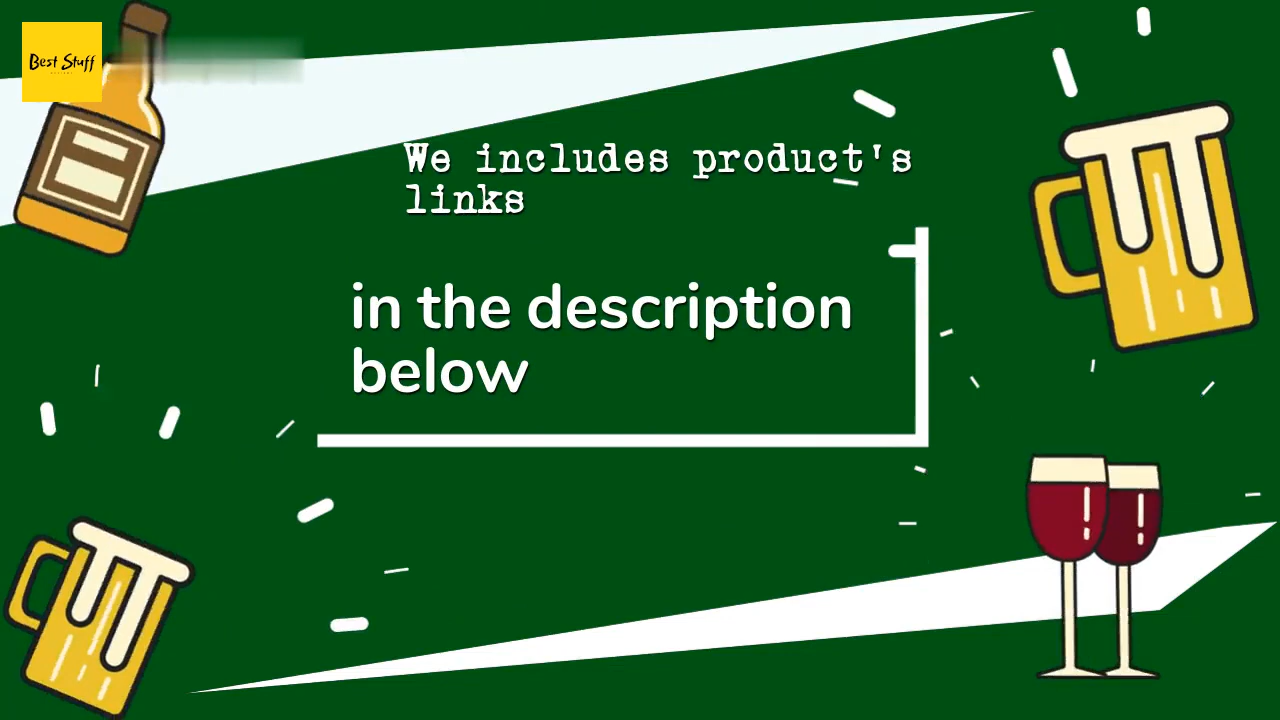 Best Stuff
We includes product's
links
in the description
below